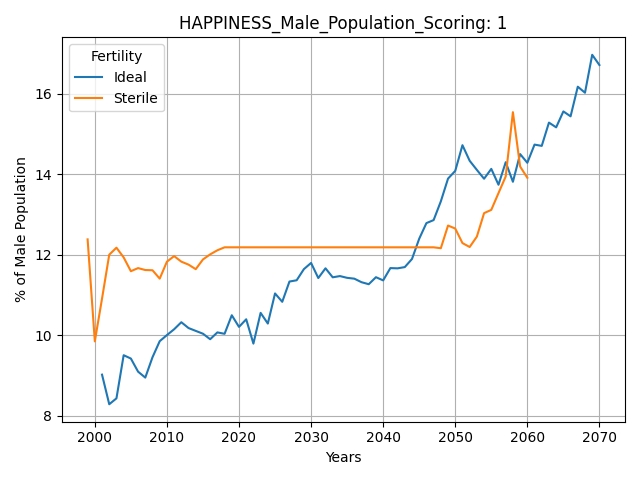 HAPPINESS_Male_Population_Scoring: 1
Fertility
Ideal
Sterile
% of Male Population
16
14
12
10
8
2000 2010 2020 2030 2040 2050 2060 2070
Years